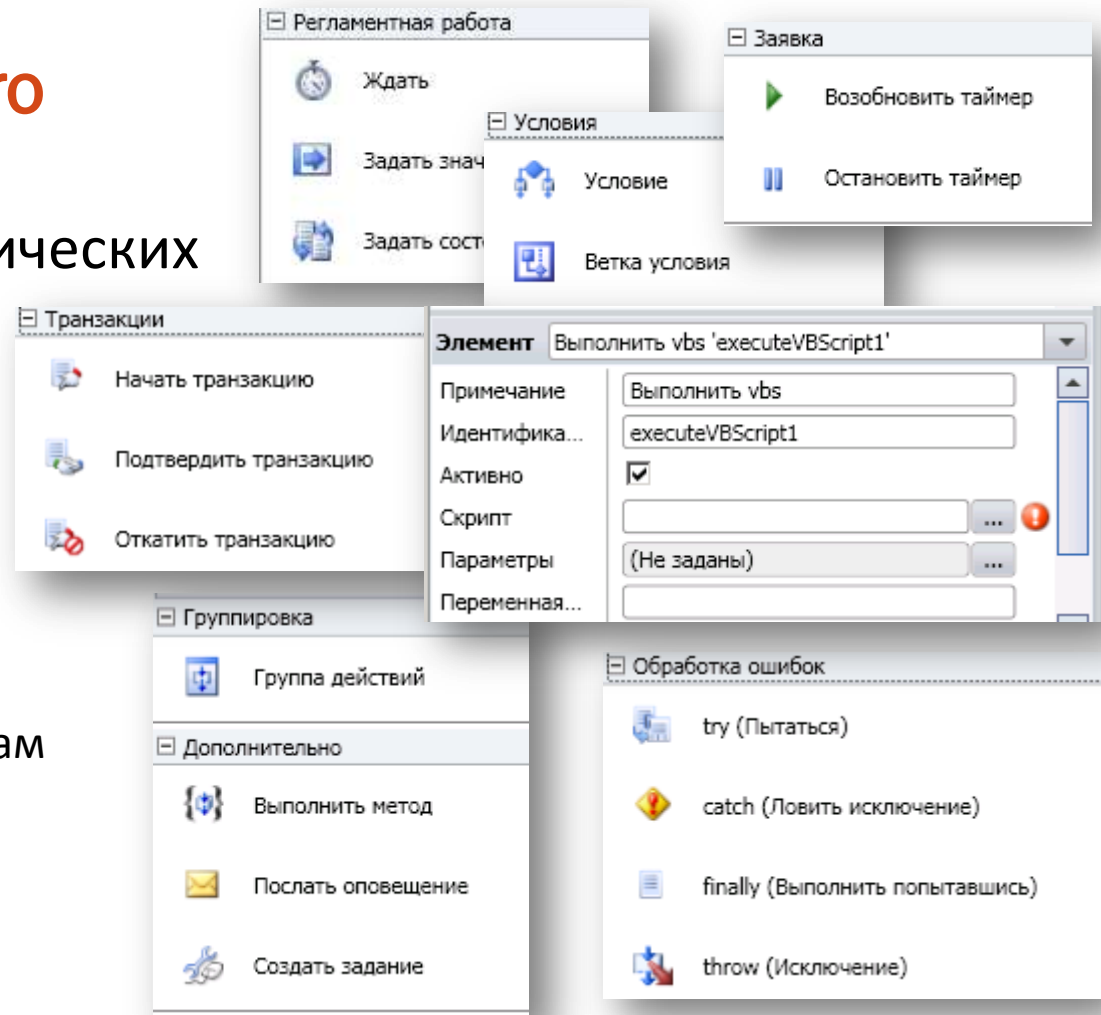 го
ических
ам
Регламентная работа
Ждать
Задать знач
Задать сост
Условия
Условие
Ветка условия
Заявка
Возобновить таймер
Остановить таймер
Транзакции
Начать транзакцию
Подтвердить транзакцию
Откатить транзакцию
Элемент Выполнить vbs 'executeVBScript1'
Примечание Выполнить vbs
Идентифика... executeVBScript1
Активно
Скрипт ...
Параметры (Не заданы) ...
Переменная...
Группировка
Группа действий
Дополнительно
Выполнить метод
Послать оповещение
Создать задание
Обработка ошибок
try (Пытаться)
catch (Ловить исключение)
finally (Выполнить попытавшись)
throw (Исключение)